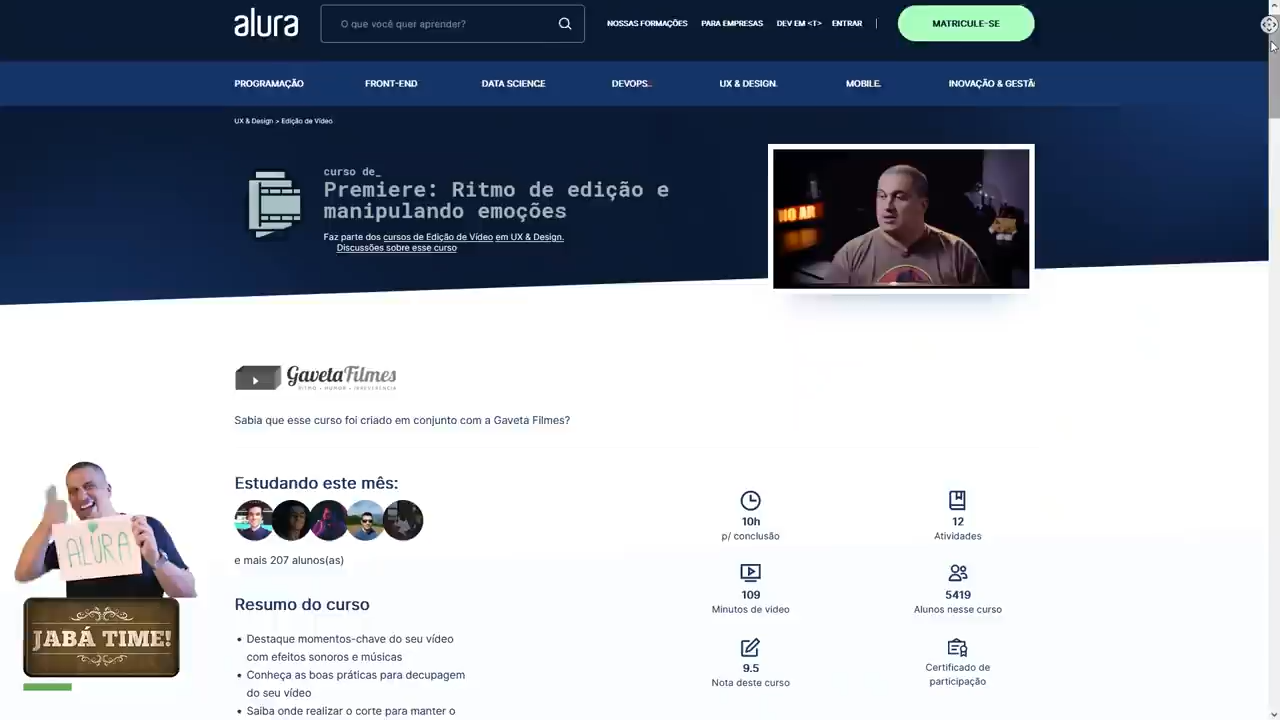 alura
O que você quer aprender?
NOSSAS FORMAÇÕES
PARA EMPRESAS
DEV EM <T>
ENTRAR
MATRICULE-SE
PROGRAMAÇÃO
FRONT-END
DATA SCIENCE
DEVOPS
UX & DESIGN
MOBILE
INOVAÇÃO & GESTÃ
UX & Design > Edição de Vídeo
curso de_
Premiere: Ritmo de edição e
manipulando emoções
Faz parte dos cursos de Edição de Vídeo em UX & Design.
Discussões sobre esse curso
NO AR
GavetaFilmes
RITMO • HUMOR • IRREVERÊNCIA
Sabia que esse curso foi criado em conjunto com a Gaveta Filmes?
Estudando este mês:
e mais 207 alunos(as)
Resumo do curso
• Destaque momentos-chave do seu vídeo
com efeitos sonoros e músicas
• Conheça as boas práticas para decupagem
do seu vídeo
• Saiba onde realizar o corte para manter o
10h
p/ conclusão
12
Atividades
109
Minutos de video
5419
Alunos nesse curso
9.5
Nota deste curso
Certificado de
participação
ALURA
JABÁ TIME!